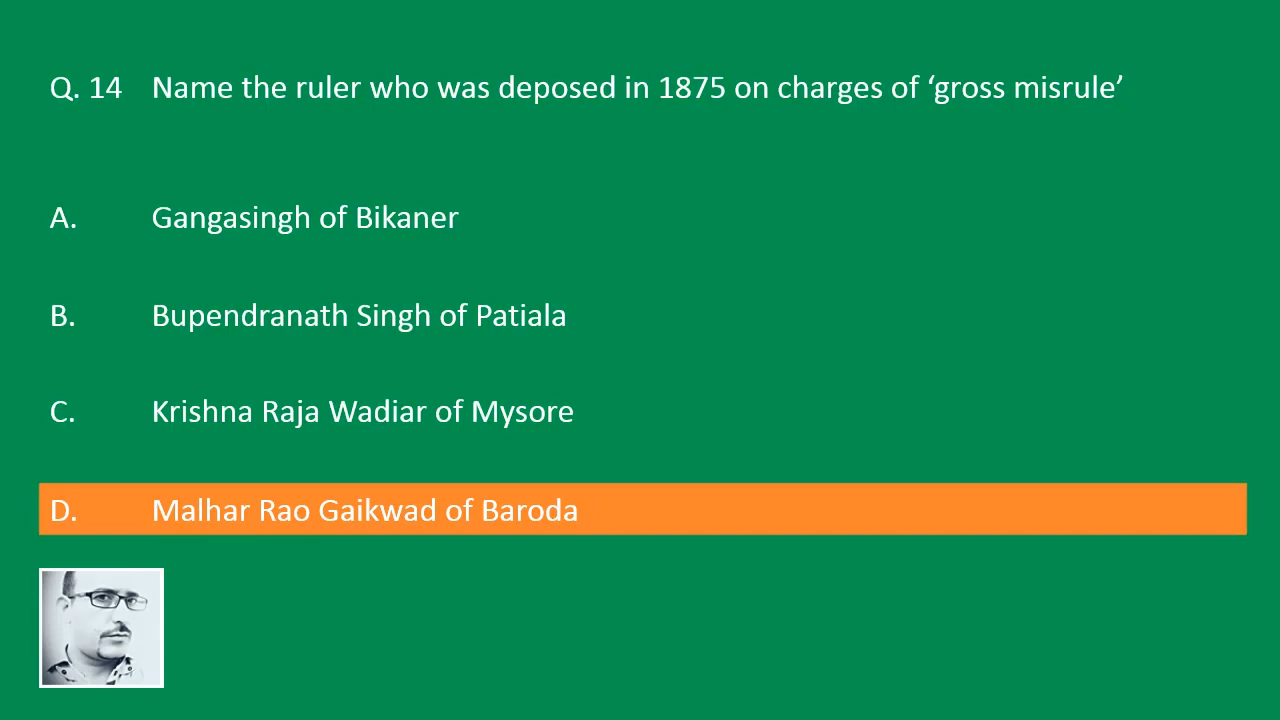 Q. 14 Name the ruler who was deposed in 1875 on charges of ‘gross misrule’
A. Gangasingh of Bikaner
B. Bupendranath Singh of Patiala
C. Krishna Raja Wadiar of Mysore
D. Malhar Rao Gaikwad of Baroda